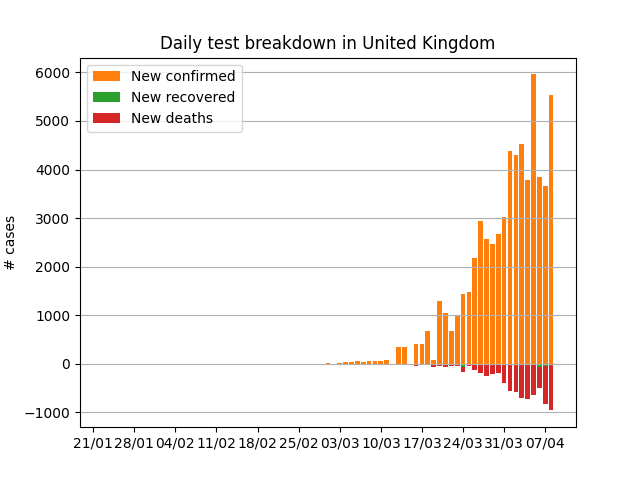 Daily test breakdown in United Kingdom
New confirmed
New recovered
New deaths
# cases
6000
5000
4000
3000
2000
1000
0
−1000
21/01 28/01 04/02 11/02 18/02 25/02 03/03 10/03 17/03 24/03 31/03 07/04